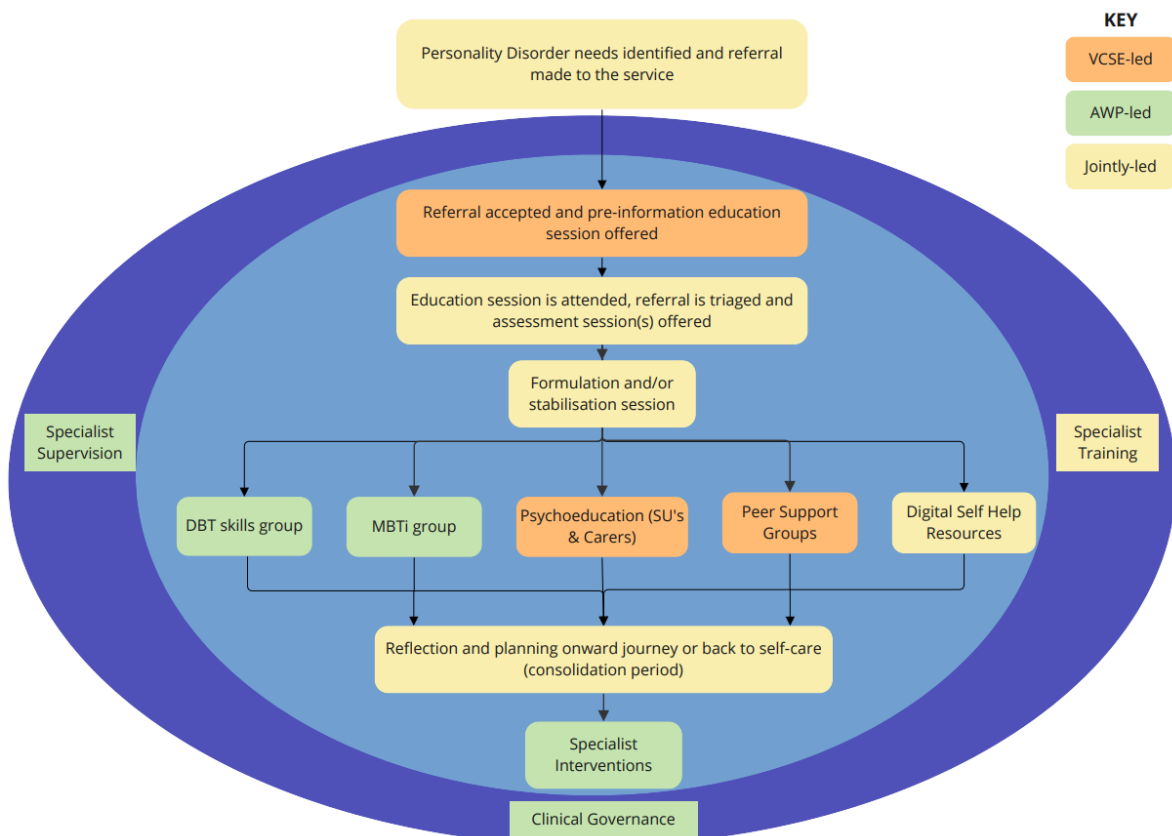 KEY
VCSE-led
AWP-led
Jointly-led
Personality Disorder needs identified and referral
made to the service
Referral accepted and pre-information education
session offered
Education session is attended, referral is triaged and
assessment session(s) offered
Formulation and/or
stabilisation session
Specialist
Supervision
Specialist
Training
DBT skills group
MBTi group
Psychoeducation (SU's
& Carers)
Peer Support
Groups
Digital Self Help
Resources
Reflection and planning onward journey or back to self-care
(consolidation period)
Specialist
Interventions
Clinical Governance